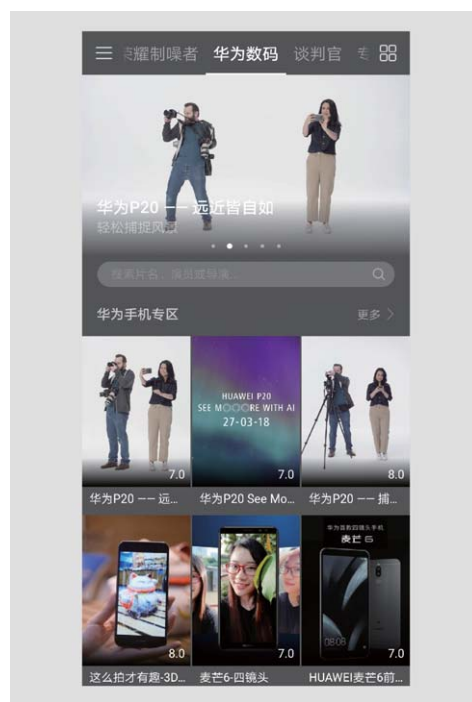 耀制噪者 华为数码 谈判官
华为P20 —— 远近皆自如
轻松捕捉风景
搜索片名、演员或导演...
华为手机专区 更多
HUAWEI P20
SEE MOOORE WITH AI
27-03-18
7.0 7.0 8.0
华为P20 —— 远... 华为P20 See Mo... 华为P20 —— 捕...
华为首款四镜头手机
麦芒6
08:08
8.0 7.0 7.0
这么拍才有趣-3D... 麦芒6-四镜头 HUAWEI麦芒6前...